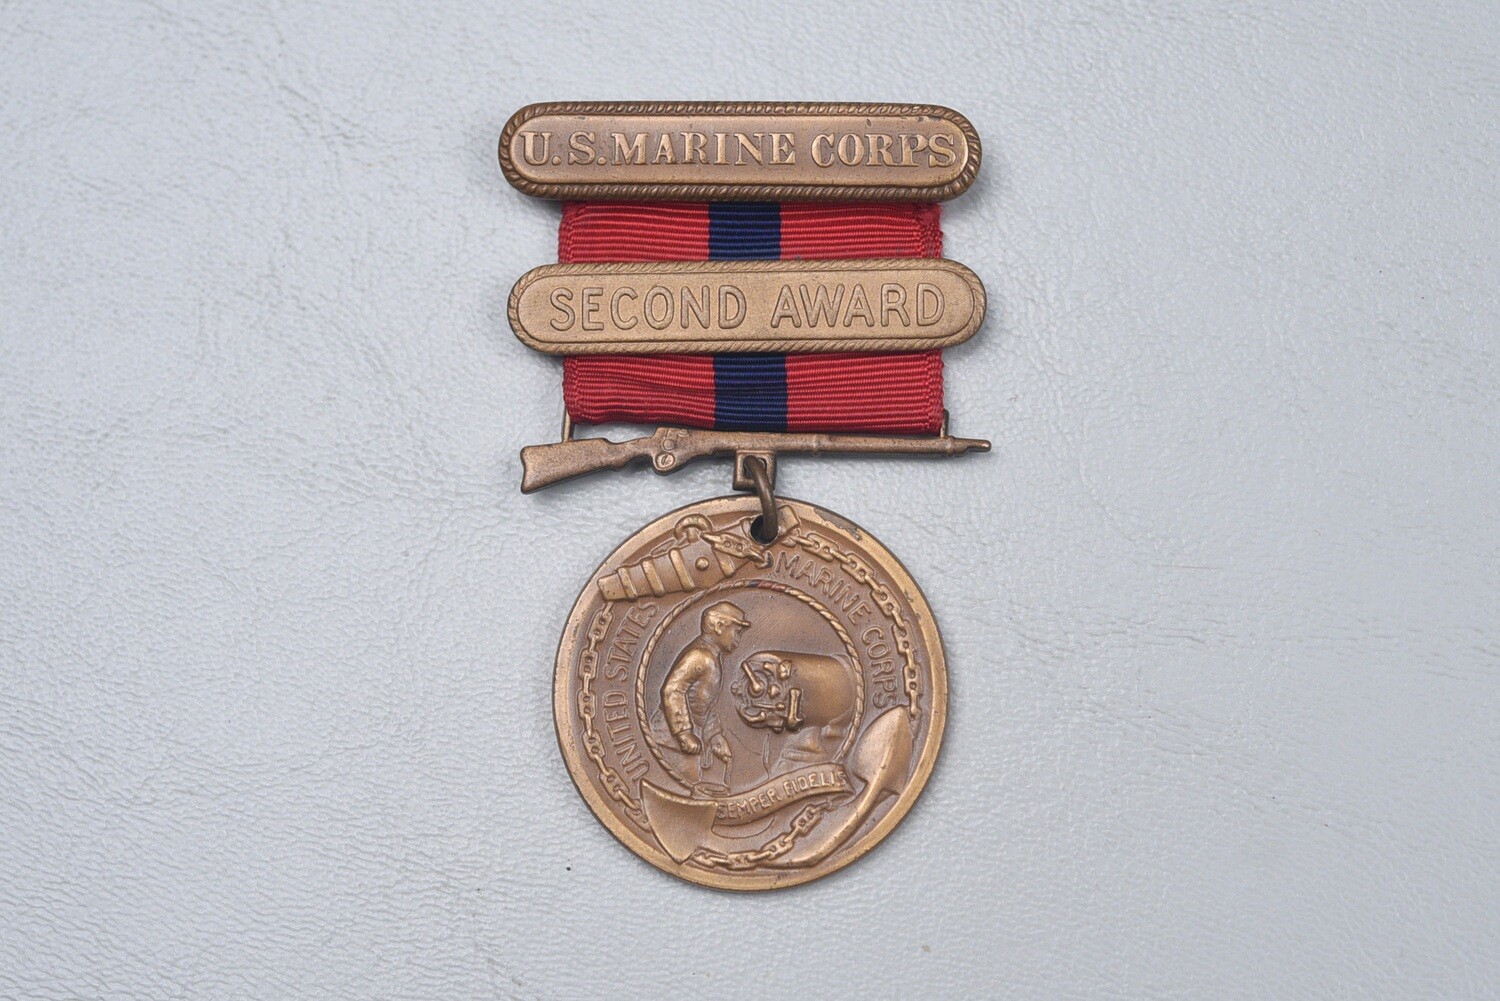 U.S. MARINE CORPS
SECOND AWARD
UNITED STATES
MARINE CORPS
SEMPER FIDELIS